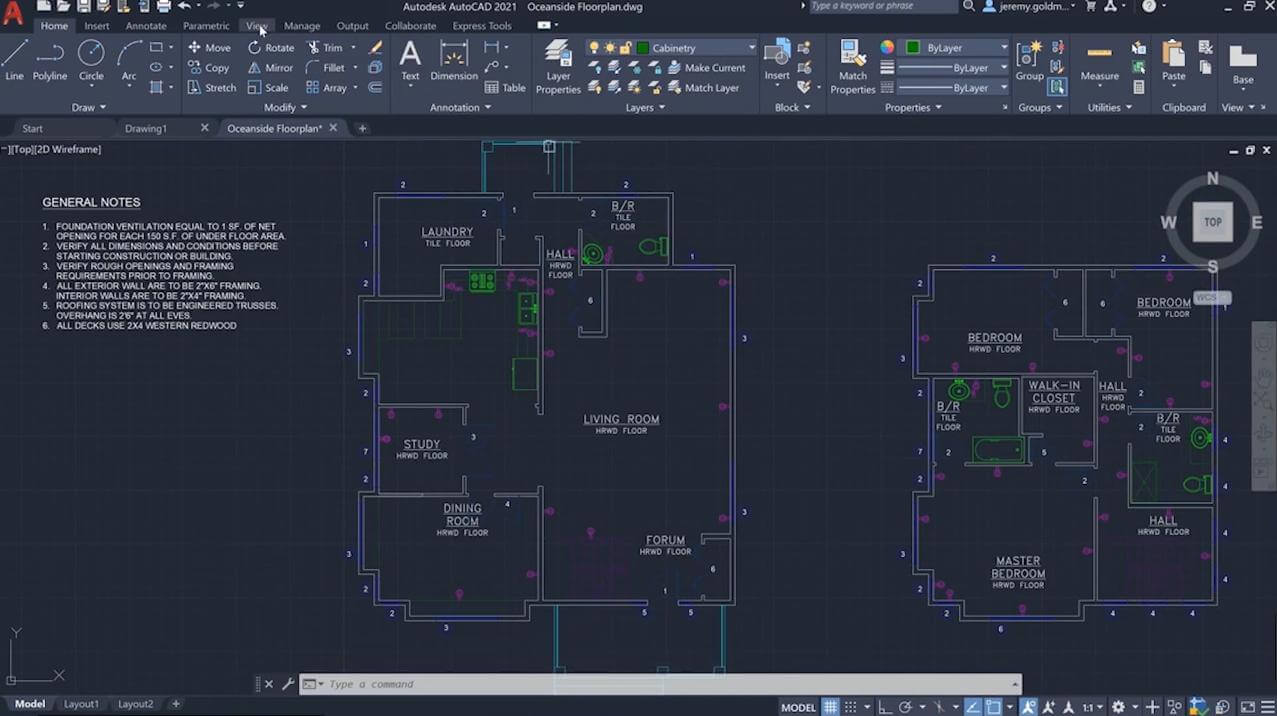 Autodesk AutoCAD 2021 Oceanside Floorplan.dwg
Type a keyword or phrase
jeremy.goldm...
Home Insert Annotate Parametric View Manage Output Collaborate Express Tools
Line Polyline Circle Arc
Move Rotate Trim
Copy Mirror Fillet
Stretch Scale Array
Text Dimension Table
Layer Properties
Cabinetry
Make Current
Match Layer
Insert
Match Properties
ByLayer
ByLayer
ByLayer
Group Measure Paste Base
Draw Modify Annotation Layers Block Properties Groups Utilities Clipboard View
Start Drawing1 Oceanside Floorplan*
-][Top][2D Wireframe]
GENERAL NOTES
1. FOUNDATION VENTILATION EQUAL TO 1 SF. OF NET
OPENING FOR EACH 150 S.F. OF UNDER FLOOR AREA.
2. VERIFY ALL DIMENSIONS AND CONDITIONS BEFORE
STARTING CONSTRUCTION OR BUILDING.
3. VERIFY ROUGH OPENINGS AND FRAMING
REQUIREMENTS PRIOR TO FRAMING.
4. ALL EXTERIOR WALL ARE TO BE 2"X6" FRAMING.
INTERIOR WALLS ARE TO BE 2"X4" FRAMING.
5. ROOFING SYSTEM IS TO BE ENGINEERED TRUSSES.
OVERHANG IS 2'6" AT ALL EVES.
6. ALL DECKS USE 2X4 WESTERN REDWOOD
2 2
LAUNDRY
TILE FLOOR
2 1 2
B/R
TILE
FLOOR
HALL
HRWD
FLOOR
1 1
2 6
3 3
2
LIVING ROOM
HRWD FLOOR
STUDY
HRWD FLOOR
3
7
2 4
DINING
ROOM
HRWD FLOOR
3
FORUM
HRWD FLOOR
3
6
2 1
2 3 5 5
2 2
2 6 6 1
BEDROOM
HRWD FLOOR
BEDROOM
HRWD FLOOR
3
2
B/R
TILE
FLOOR
WALK-IN
CLOSET
HRWD FLOOR
HALL
HRWD
FLOOR
2
B/R
TILE
FLOOR
2 4
7 2 5
2 2 4
HALL
HRWD FLOOR
4
MASTER
BEDROOM
HRWD FLOOR
3 4
2 4
2 6 4 4 4
N
W TOP E
S
WCS
Y
X
Type a command
Model Layout1 Layout2
MODEL 1:1